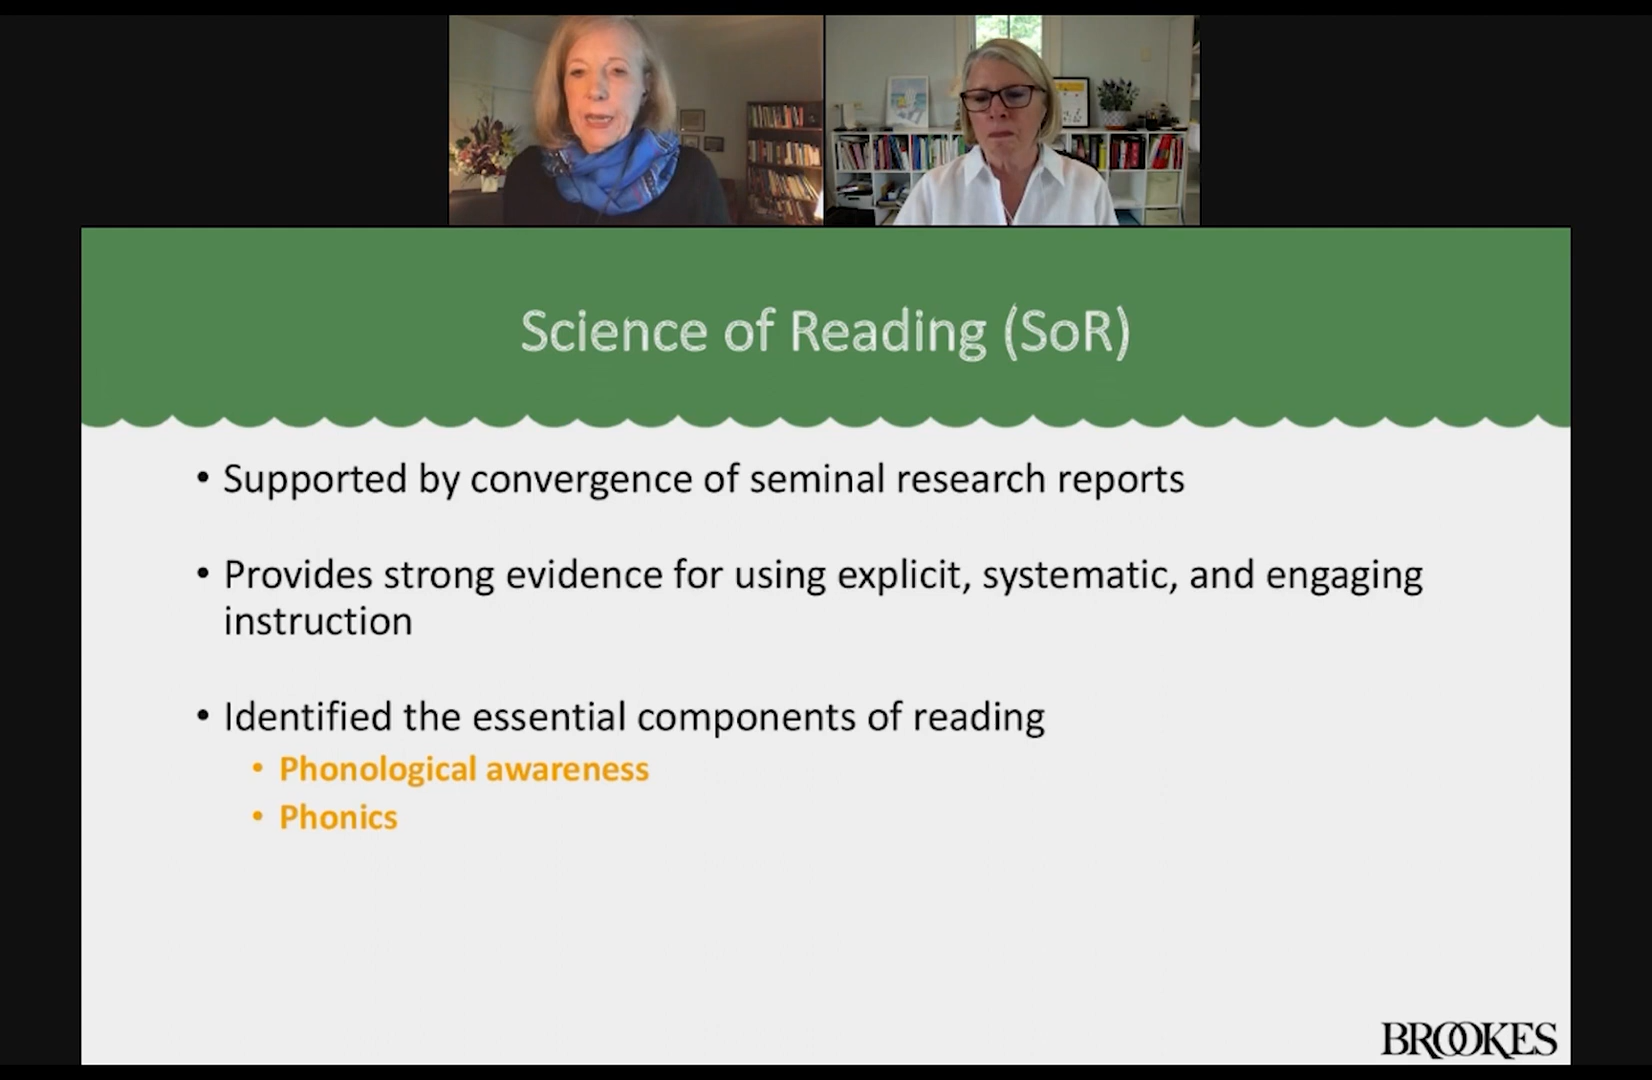 Science of Reading (SoR)
• Supported by convergence of seminal research reports
• Provides strong evidence for using explicit, systematic, and engaging
instruction
• Identified the essential components of reading
• Phonological awareness
• Phonics
BROOKES